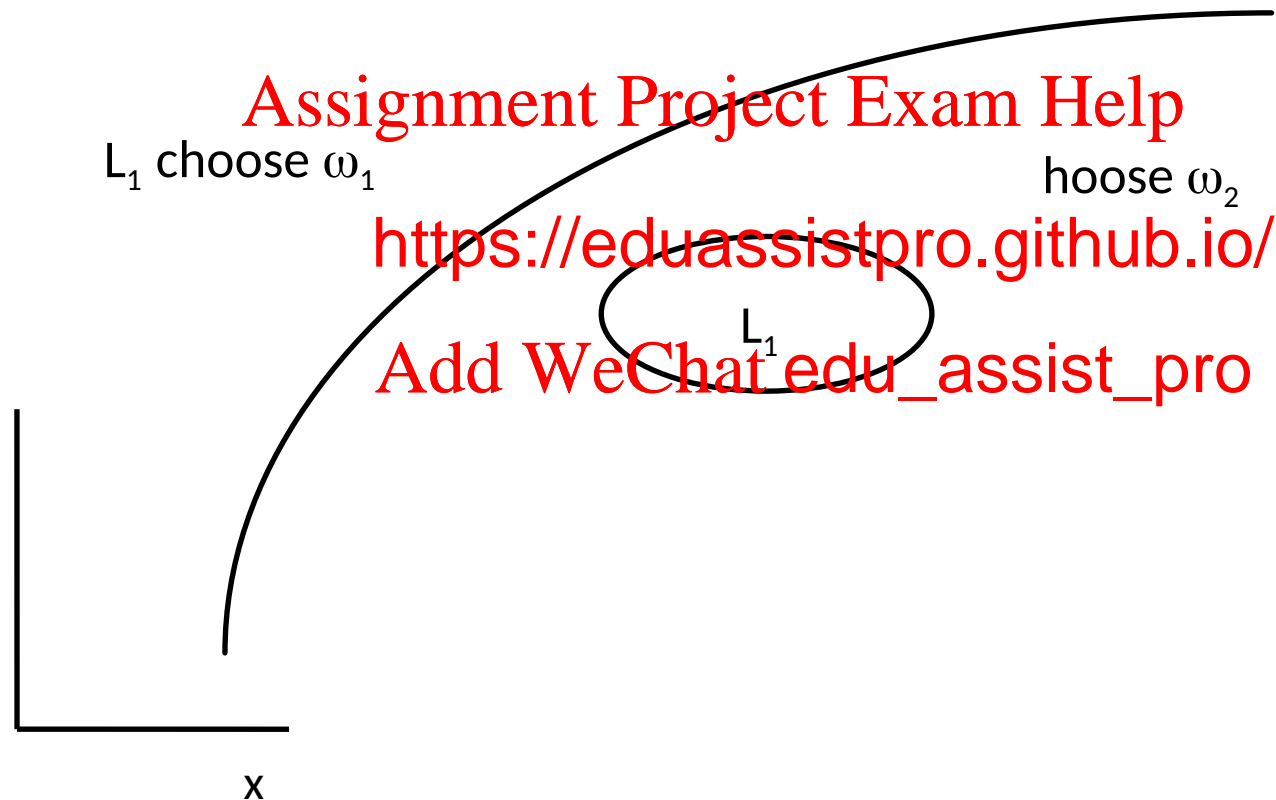 Assignment Project Exam Help
L₁ choose ω₁
hoose ω₂
https://eduassistpro.github.io/
L₁
Add WeChat edu_assist_pro
x